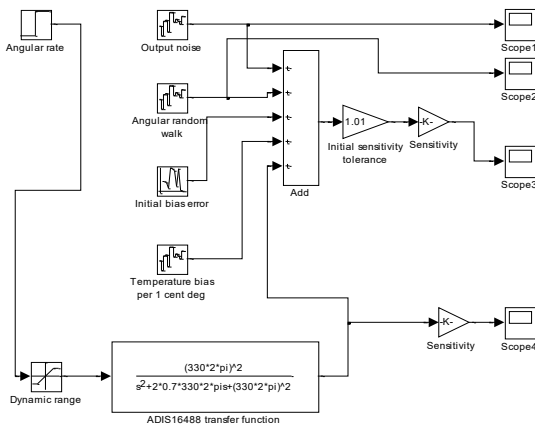 Angular rate
Output noise
Scope1
Scope2
Angular random
walk
+
+
+
+
+
Add
1.01
Initial sensitivity
tolerance
-K-
Sensitivity
Scope3
Initial bias error
Temperature bias
per 1 cent deg
-K-
Sensitivity
Scope4
Dynamic range
(330*2*pi)^2
s^2+2*0.7*330*2*pis+(330*2*pi)^2
ADIS16488 transfer function